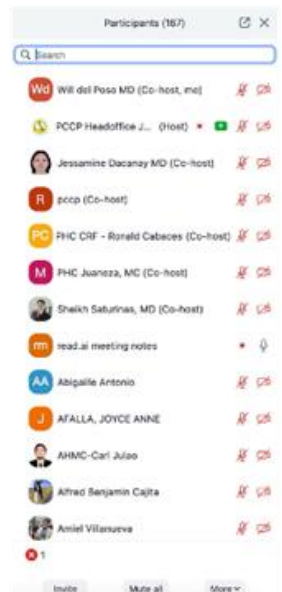 Participants (167)
Search
Wd Will del Poso MD (Co-host, me)
PCCP Headoffice J... (Host)
Jessamine Dacanay MD (Co-host)
R pccp (Co-host)
PC PHC CRF - Ronald Cabaces (Co-host)
M PHC Juaneza, MC (Co-host)
Sheikh Saturinas, MD (Co-host)
rm read.ai meeting notes
AA Abigaille Antonio
J AFALLA, JOYCE ANNE
AHMC-Carl Julao
Alfred Benjamin Cajita
Amiel Villanueva
1
Invite Mute all More